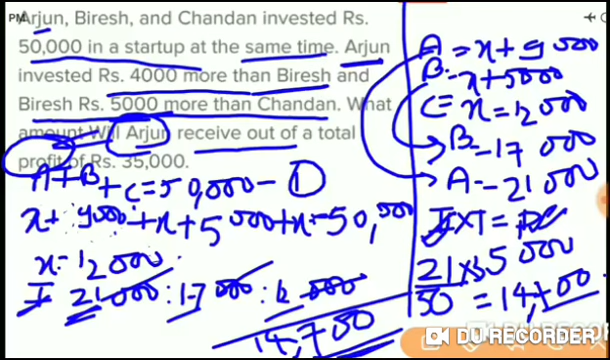 PM
Arjun, Biresh, and Chandan invested Rs.
50,000 in a startup at the same time. Arjun
invested Rs. 4000 more than Biresh and
Biresh Rs. 5000 more than Chandan. What
amount Will Arjun receive out of a total
profit of Rs. 35,000.
A+B+C=50,000-①
x+9000+x+5000+x=50,000
x=12000
I 21000:17000:12000
14,700
A=x+9000
B-x+5000
C=x=12000
B-17000
A-21000
I×T=
21×35000
50 =14,700
DU RECORDER